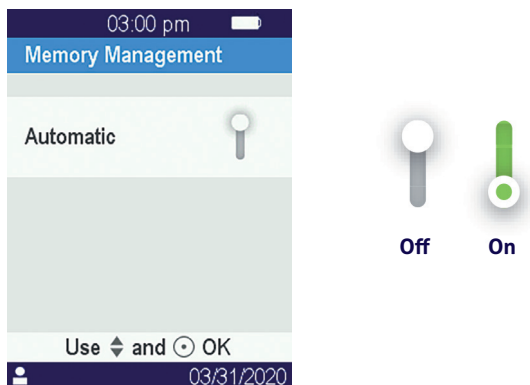 03:00 pm
Memory Management
Automatic
Off On
Use and OK
03/31/2020